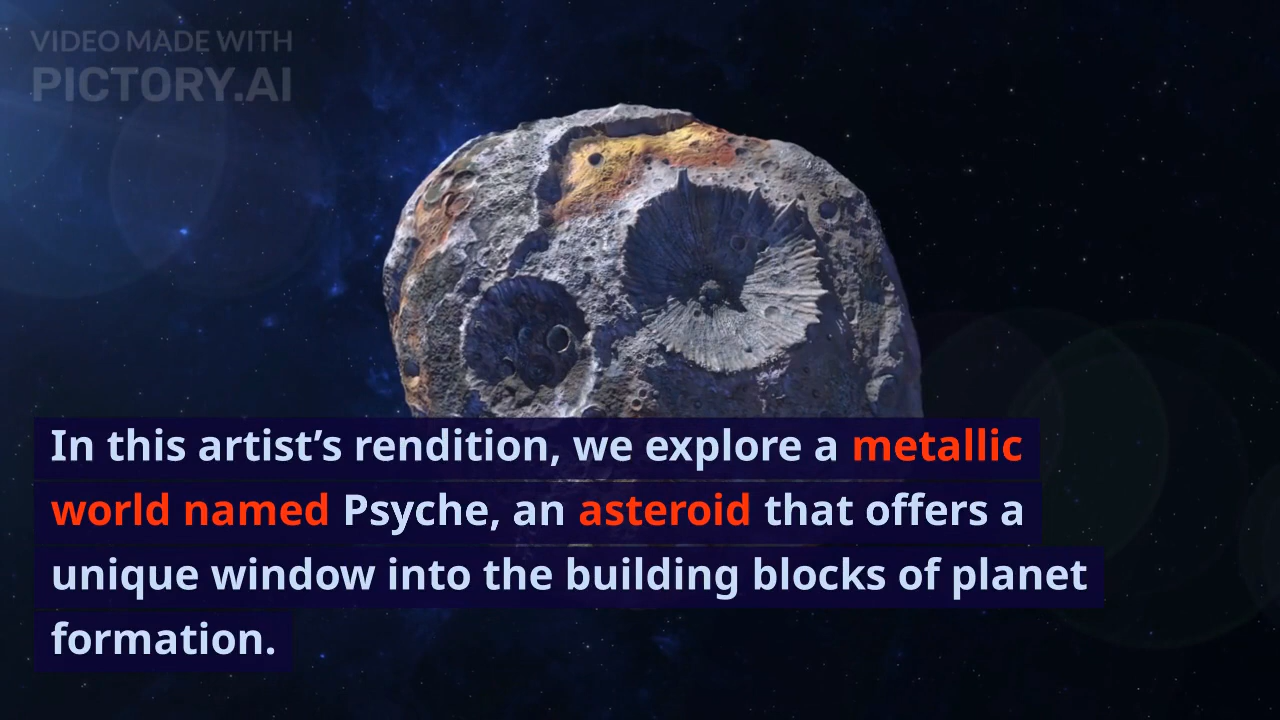 VIDEO MADE WITH
PICTORY.AI
In this artist’s rendition, we explore a metallic
world named Psyche, an asteroid that offers a
unique window into the building blocks of planet
formation.